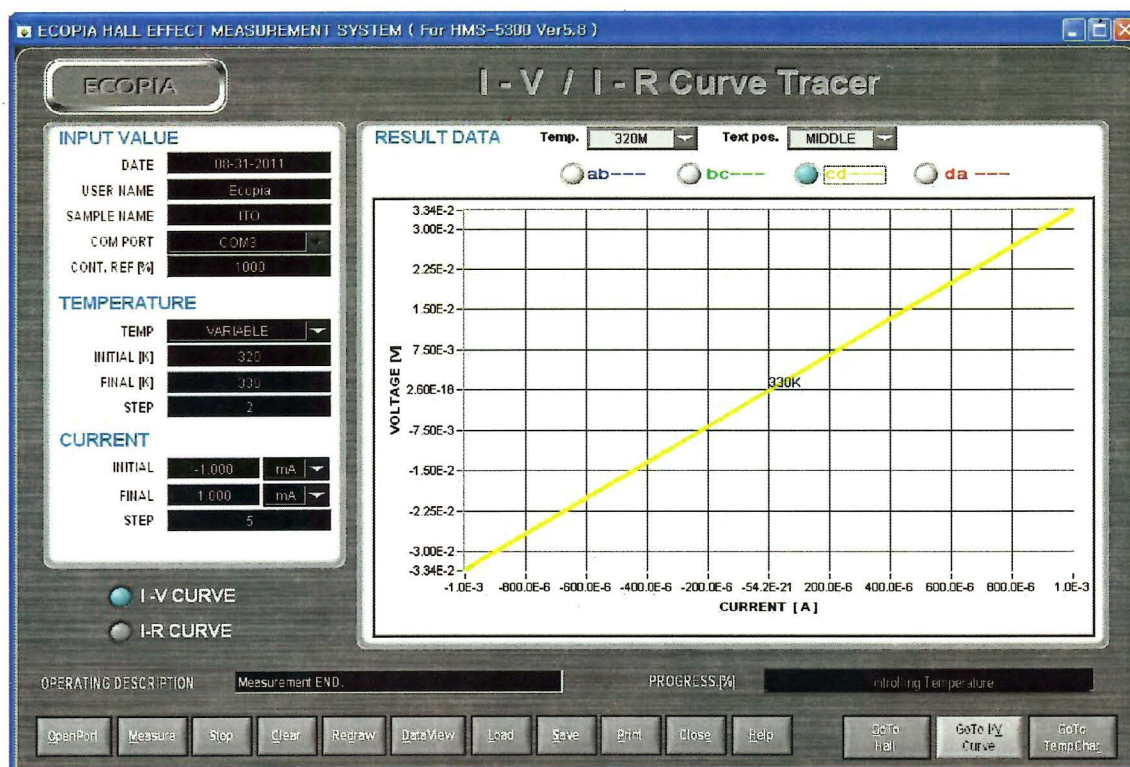 ECOPIA HALL EFFECT MEASUREMENT SYSTEM ( For HMS-5300 Ver5.8 )
ECOPIA
I - V / I - R Curve Tracer
INPUT VALUE
DATE 08-31-2011
USER NAME Ecopia
SAMPLE NAME ITO
COM PORT COM3
CONT. REF [%] 1000
TEMPERATURE
TEMP VARIABLE
INITIAL [K] 320
FINAL [K] 330
STEP 2
CURRENT
INITIAL -1.000 mA
FINAL 1.000 mA
STEP 5
I -V CURVE
I-R CURVE
RESULT DATA Temp. 320M Text pos. MIDDLE
ab--- bc--- cd--- da ---
VOLTAGE [V]
3.34E-2
3.00E-2
2.25E-2
1.50E-2
7.50E-3
2.60E-18
-7.50E-3
-1.50E-2
-2.25E-2
-3.00E-2
-3.34E-2
330K
-1.0E-3 -800.0E-6 -600.0E-6 -400.0E-6 -200.0E-6 -54.2E-21 200.0E-6 400.0E-6 600.0E-6 800.0E-6 1.0E-3
CURRENT [A]
OPERATING DESCRIPTION Measurement END. PROGRESS.[%] ntrolling Temperature
OpenPort Measure Stop Clear Redraw DataView Load Save Print Close Help GoTo Hall GoTo I/V Curve GoTo TempChar.